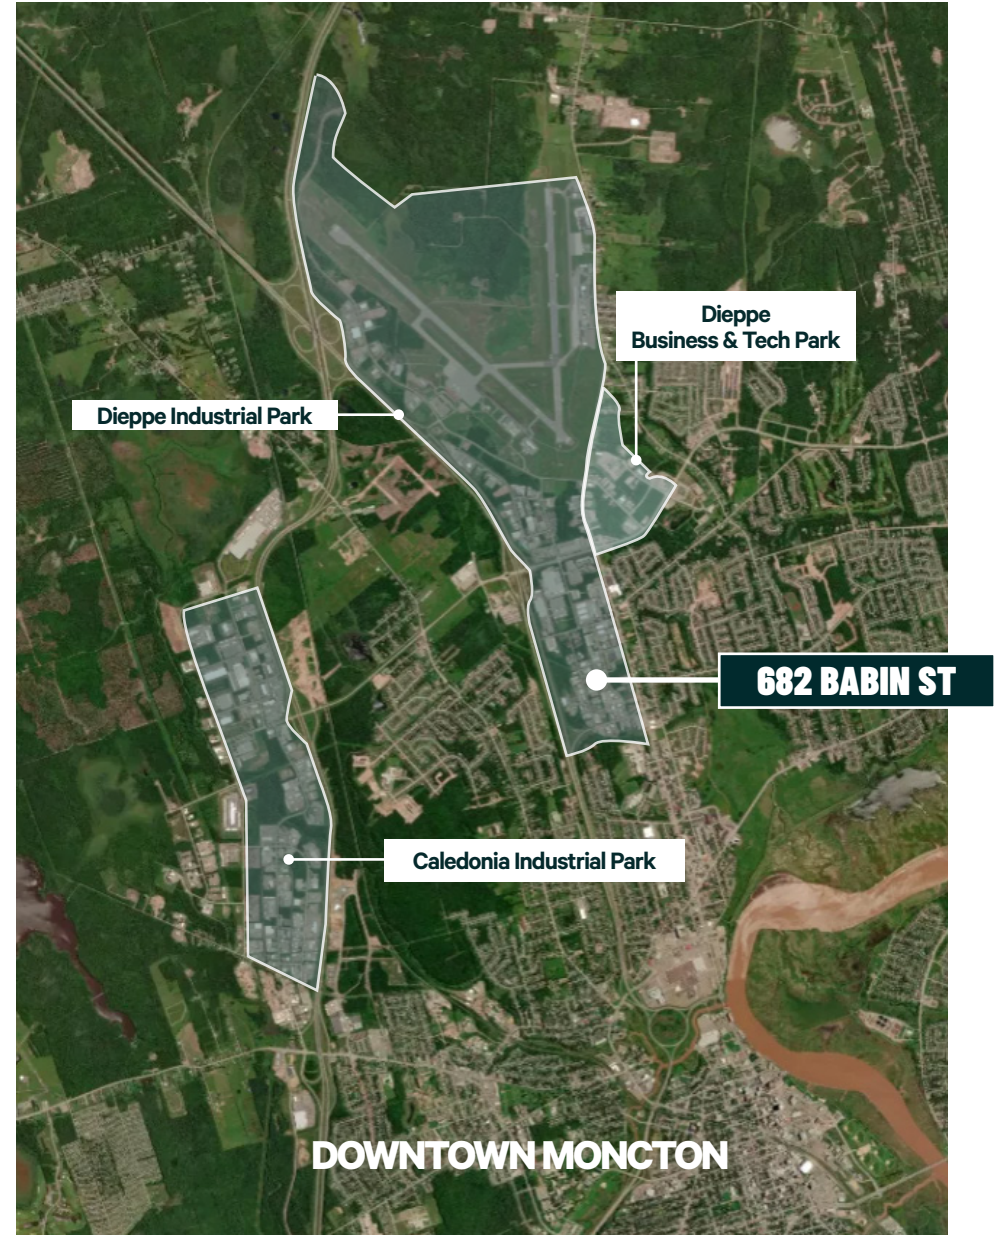 Dieppe
Business & Tech Park
Dieppe Industrial Park
682 BABIN ST
Caledonia Industrial Park
DOWNTOWN MONCTON